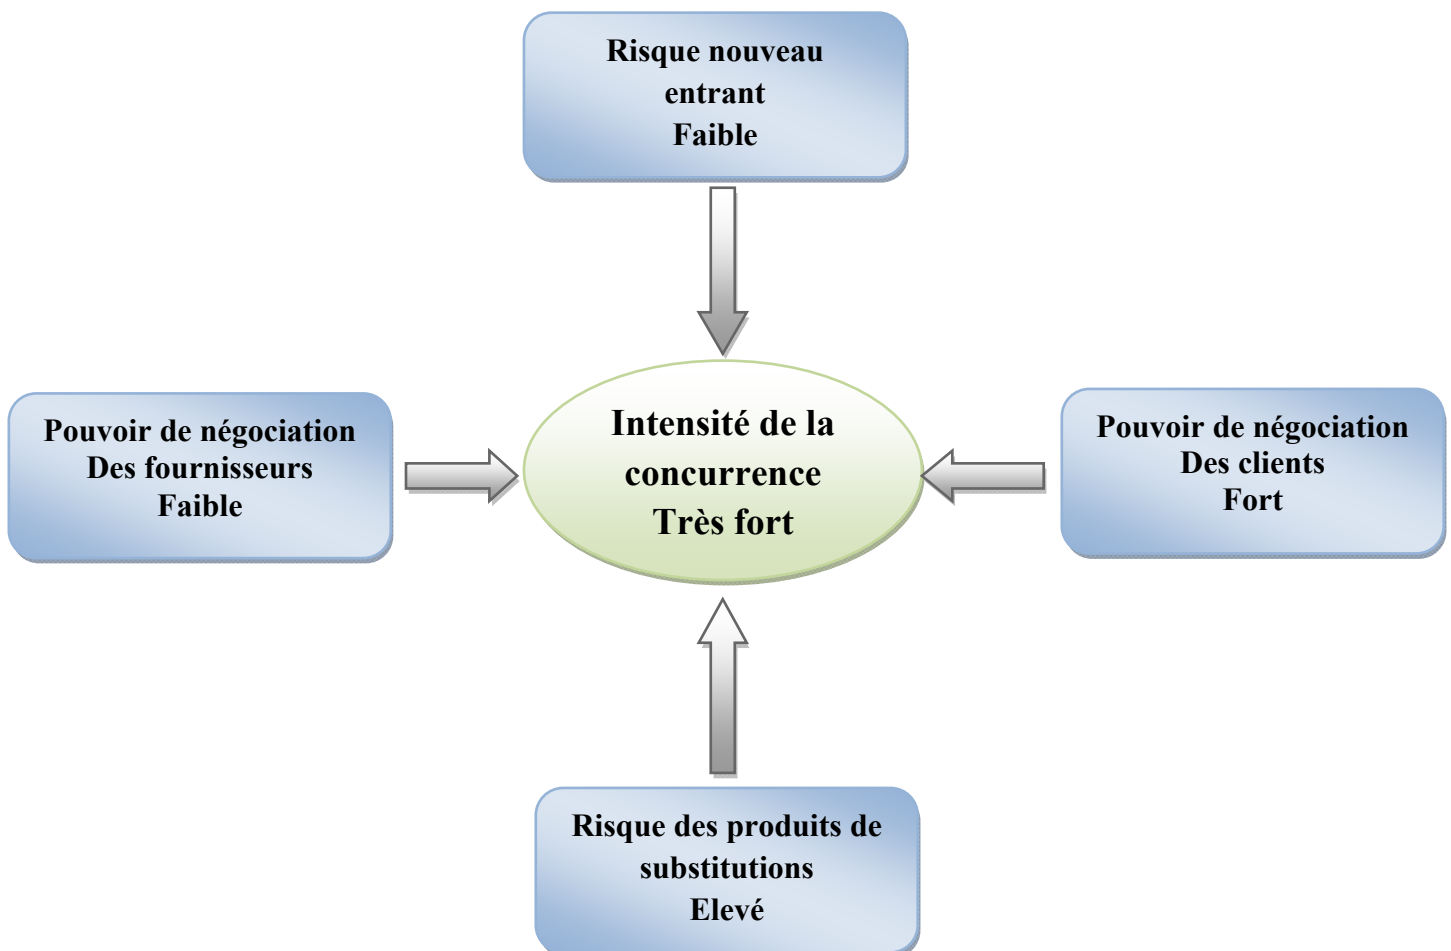 Risque nouveau
entrant
Faible
Pouvoir de négociation
Des fournisseurs
Faible
Intensité de la
concurrence
Très fort
Pouvoir de négociation
Des clients
Fort
Risque des produits de
substitutions
Elevé